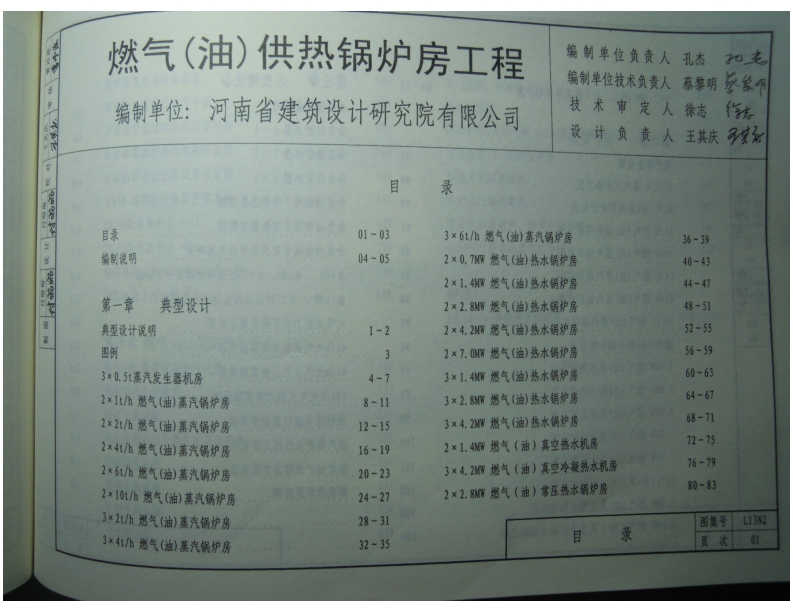 燃气(油)供热锅炉房工程
编制单位: 河南省建筑设计研究院有限公司
编制单位负责人 孔杰
编制单位技术负责人 蔡黎明
技术审定人 徐志
设计负责人 王其庆
目 录
目录 01-03
编制说明 04-05
第一章 典型设计
典型设计说明 1-2
图例 3
3×0.5t蒸汽发生器机房 4-7
2×1t/h 燃气(油)蒸汽锅炉房 8-11
2×2t/h 燃气(油)蒸汽锅炉房 12-15
2×4t/h 燃气(油)蒸汽锅炉房 16-19
2×6t/h 燃气(油)蒸汽锅炉房 20-23
2×10t/h 燃气(油)蒸汽锅炉房 24-27
3×2t/h 燃气(油)蒸汽锅炉房 28-31
3×4t/h 燃气(油)蒸汽锅炉房 32-35
3×6t/h 燃气(油)蒸汽锅炉房 36-39
2×0.7MW 燃气(油)热水锅炉房 40-43
2×1.4MW 燃气(油)热水锅炉房 44-47
2×2.8MW 燃气(油)热水锅炉房 48-51
2×4.2MW 燃气(油)热水锅炉房 52-55
2×7.0MW 燃气(油)热水锅炉房 56-59
3×1.4MW 燃气(油)热水锅炉房 60-63
3×2.8MW 燃气(油)热水锅炉房 64-67
3×4.2MW 燃气(油)热水锅炉房 68-71
2×1.4MW 燃气(油)真空热水机房 72-75
3×4.2MW 燃气(油)真空冷凝热水机房 76-79
2×2.8MW 燃气(油)常压热水锅炉房 80-83
目 录
图集号 L13N2
页 次 01